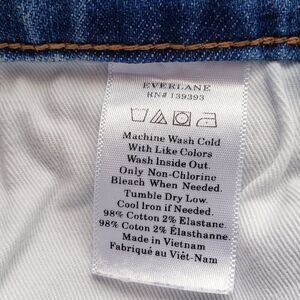 EVERLANE
RN# 139393
Machine Wash Cold
With Like Colors
Wash Inside Out.
Only Non-Chlorine
Bleach When Needed.
Tumble Dry Low.
Cool Iron if Needed.
98% Cotton 2% Elastane
98% Coton 2% Élasthanne.
Made in Vietnam
Fabriqué au Việt-Nam